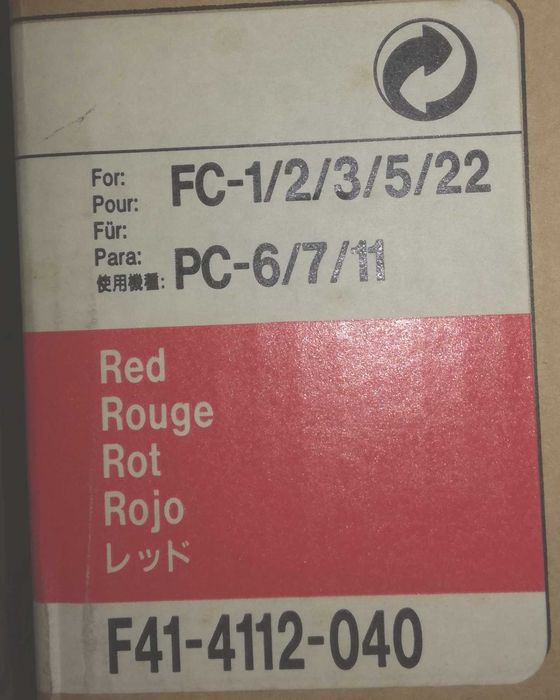 For: FC-1/2/3/5/22
Pour:
Für:
Para: PC-6/7/11
使用機種:
Red
Rouge
Rot
Rojo
レッド
F41-4112-040